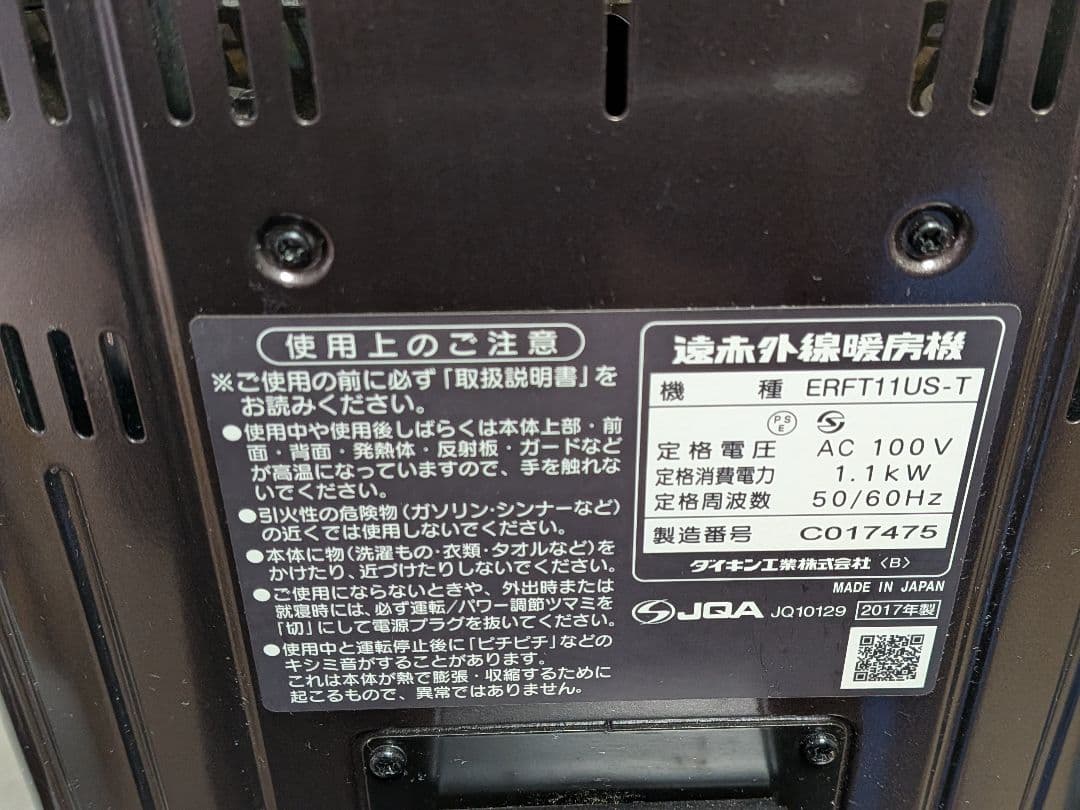 使用上のご注意
※ご使用の前に必ず「取扱説明書」を
お読みください。
●使用中や使用後しばらくは本体上部・前
面・背面・発熱体・反射板・ガードなど
が高温になっていますので、手を触れな
いでください。
●引火性の危険物(ガソリン・シンナーなど)
の近くでは使用しないでください。
●本体に物(洗濯もの・衣類・タオルなど)を
かけたり、近づけたりしないでください。
●ご使用にならないときや、外出時または
就寝時には、必ず運転/パワー調節ツマミを
「切」にして電源プラグを抜いてください。
●使用中と運転停止後に「ピチピチ」などの
キシミ音がすることがあります。
これは本体が熱で膨張・収縮するために
起こるもので、異常ではありません。
遠赤外線暖房機
機種 ERFT11US-T
PSE
定格電圧 AC 100V
定格消費電力 1.1kW
定格周波数 50/60Hz
製造番号 C017475
ダイキン工業株式会社〈B〉
MADE IN JAPAN
JQA JQ10129 2017年製